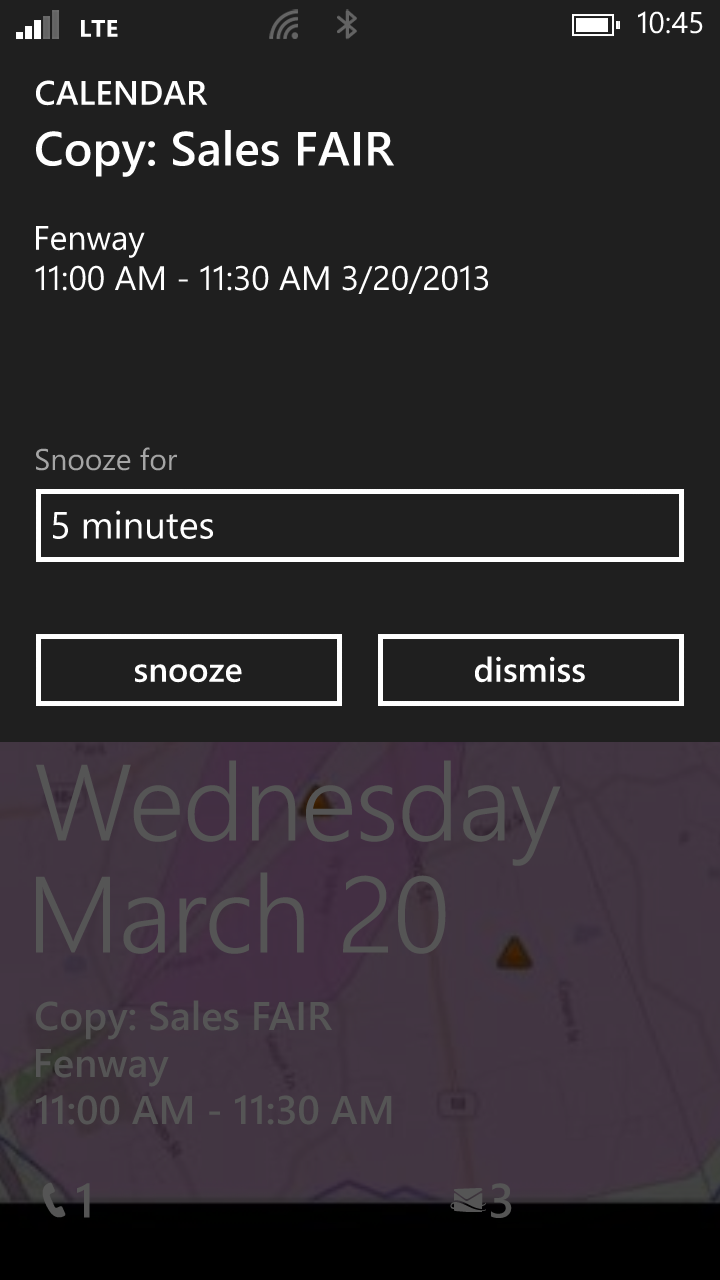 LTE 10:45
CALENDAR
Copy: Sales FAIR
Fenway
11:00 AM - 11:30 AM 3/20/2013
Snooze for
5 minutes
snooze dismiss
Wednesday
March 20
Copy: Sales FAIR
Fenway
11:00 AM - 11:30 AM
1 3